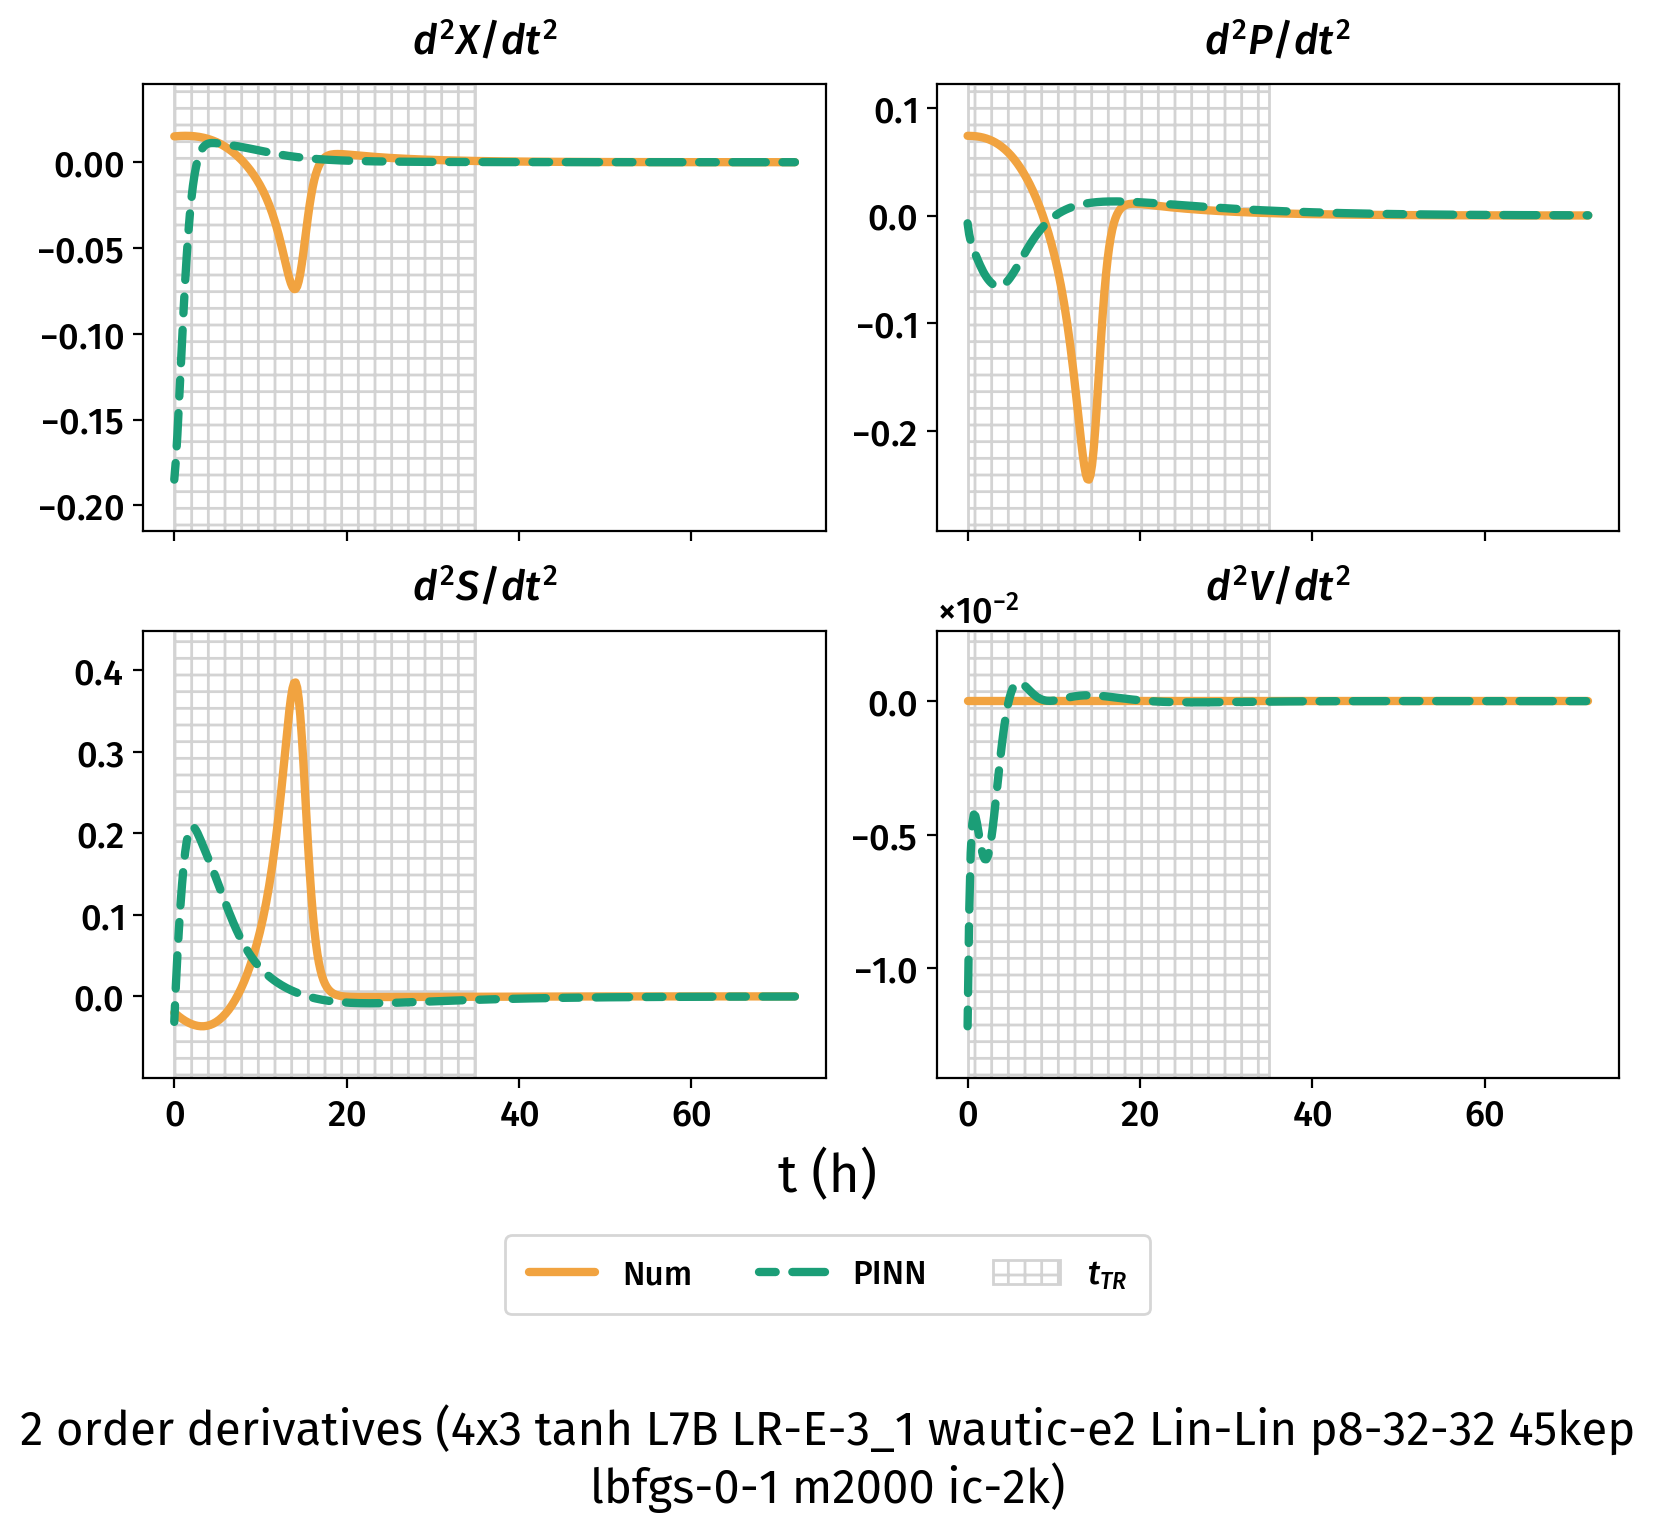 d²X/dt²
d²P/dt²
0.00
−0.05
−0.10
−0.15
−0.20
0.1
0.0
−0.1
−0.2
d²S/dt²
d²V/dt²
×10⁻²
0.4
0.3
0.2
0.1
0.0
0.0
−0.5
−1.0
0 20 40 60
0 20 40 60
t (h)
Num PINN t_TR
2 order derivatives (4x3 tanh L7B LR-E-3_1 wautic-e2 Lin-Lin p8-32-32 45kep
lbfgs-0-1 m2000 ic-2k)